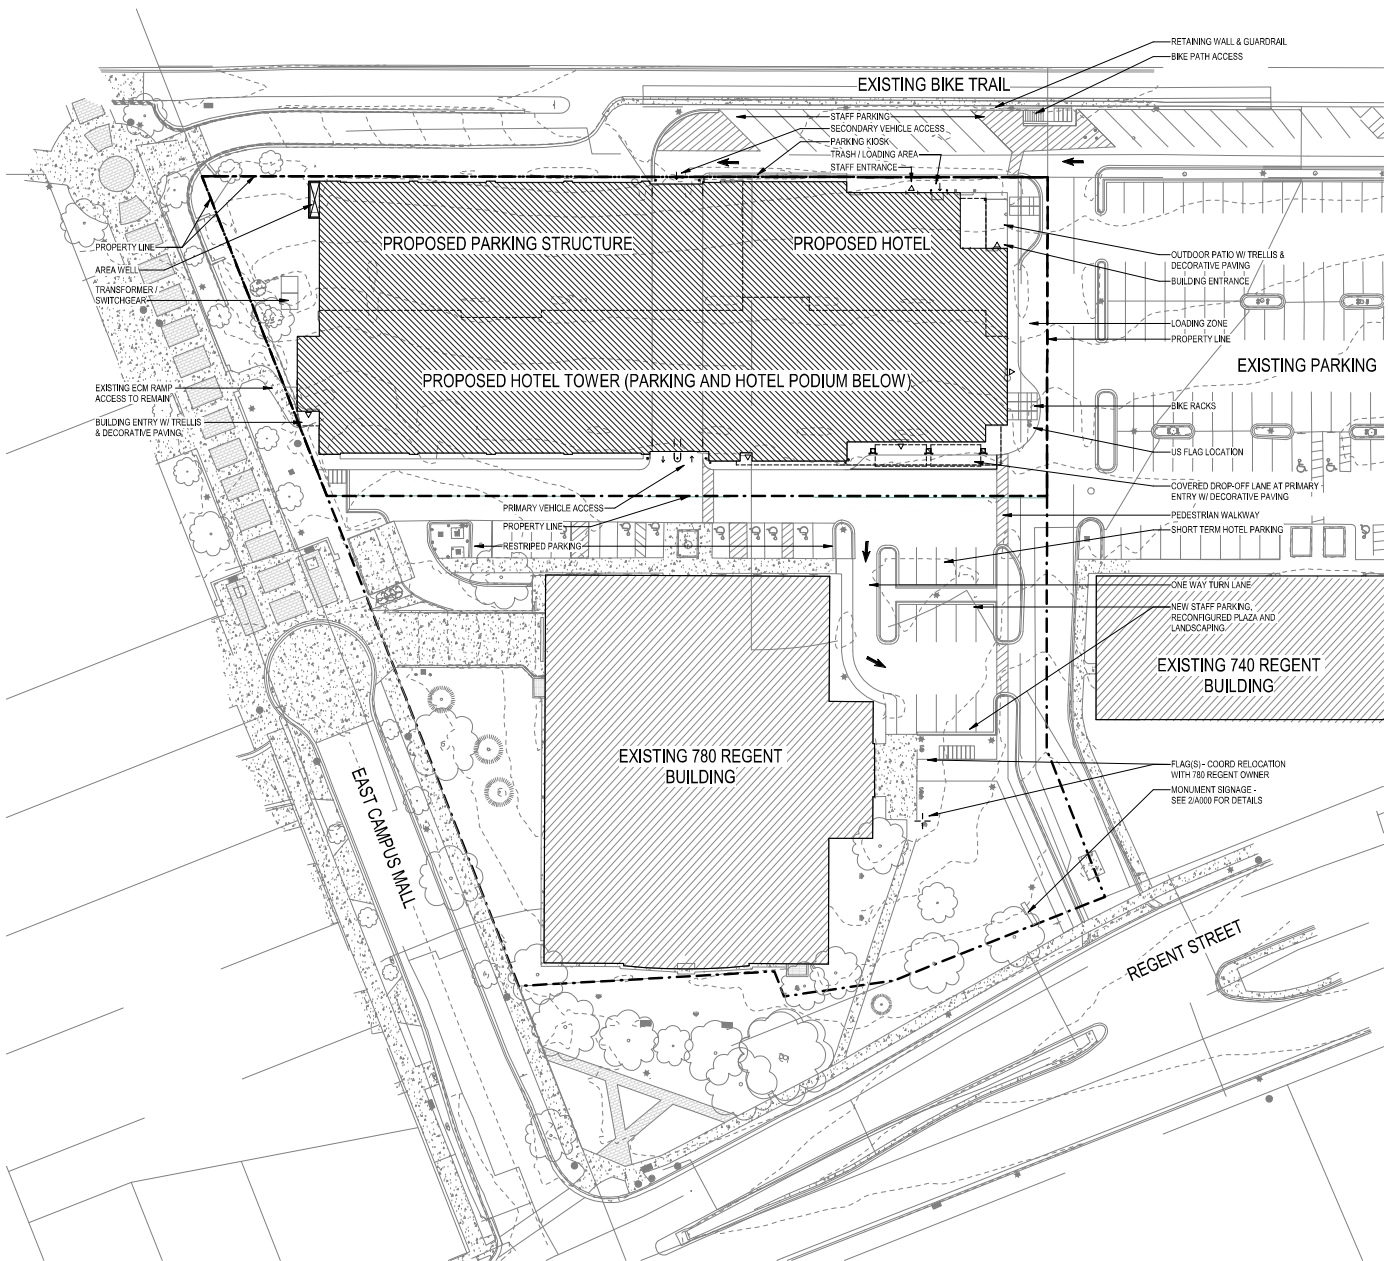 RETAINING WALL & GUARDRAIL
BIKE PATH ACCESS
EXISTING BIKE TRAIL
STAFF PARKING
SECONDARY VEHICLE ACCESS
PARKING KIOSK
TRASH / LOADING AREA
STAFF ENTRANCE
PROPERTY LINE
AREA WELL
TRANSFORMER /
SWITCHGEAR
PROPOSED PARKING STRUCTURE
PROPOSED HOTEL
OUTDOOR PATIO W/ TRELLIS &
DECORATIVE PAVING
BUILDING ENTRANCE
LOADING ZONE
PROPERTY LINE
EXISTING PARKING
PROPOSED HOTEL TOWER (PARKING AND HOTEL PODIUM BELOW)
EXISTING ECM RAMP
ACCESS TO REMAIN
BUILDING ENTRY W/ TRELLIS
& DECORATIVE PAVING
BIKE RACKS
US FLAG LOCATION
COVERED DROP-OFF LANE AT PRIMARY
ENTRY W/ DECORATIVE PAVING
PRIMARY VEHICLE ACCESS
PROPERTY LINE
RESTRIPED PARKING
PEDESTRIAN WALKWAY
SHORT TERM HOTEL PARKING
ONE WAY TURN LANE
NEW STAFF PARKING,
RECONFIGURED PLAZA AND
LANDSCAPING
EXISTING 740 REGENT
BUILDING
EXISTING 780 REGENT
BUILDING
FLAG(S) - COORD RELOCATION
WITH 780 REGENT OWNER
MONUMENT SIGNAGE -
SEE 2/A000 FOR DETAILS
EAST CAMPUS MALL
REGENT STREET